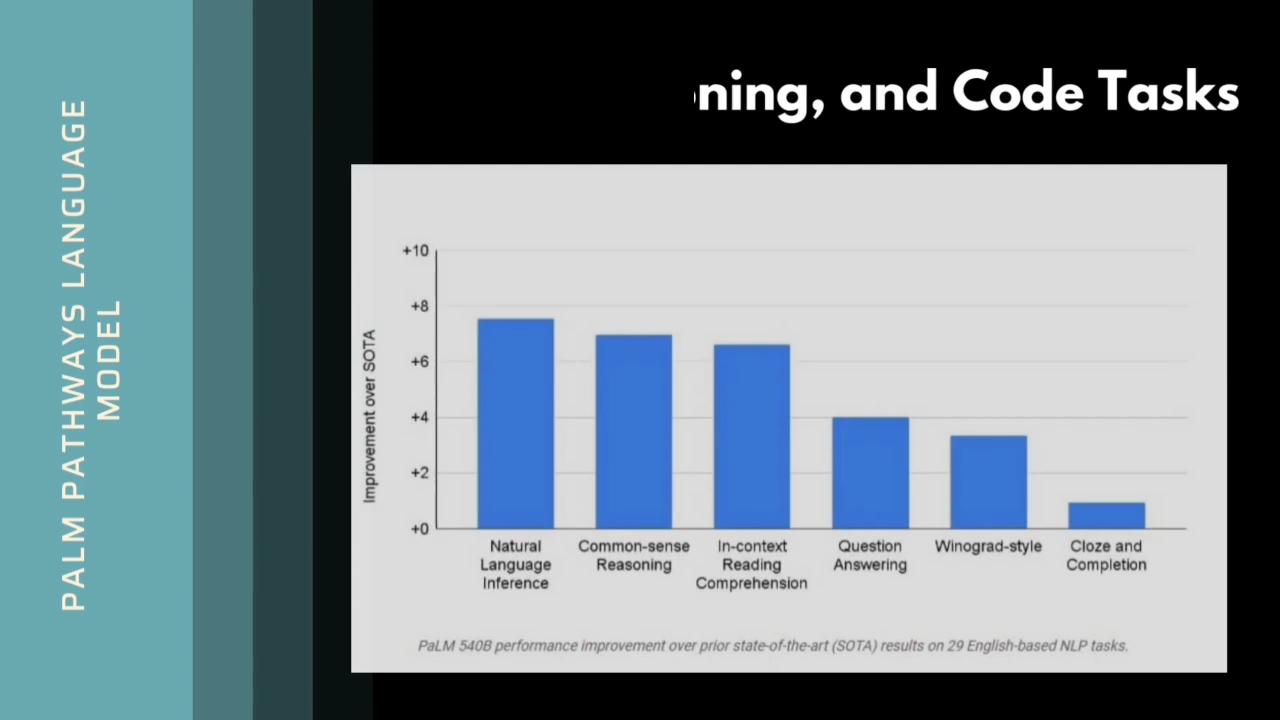 PALM PATHWAYS LANGUAGE
MODEL
ning, and Code Tasks
Improvement over SOTA
+10
+8
+6
+4
+2
+0
Natural
Language
Inference
Common-sense
Reasoning
In-context
Reading
Comprehension
Question
Answering
Winograd-style
Cloze and
Completion
PaLM 540B performance improvement over prior state-of-the-art (SOTA) results on 29 English-based NLP tasks.